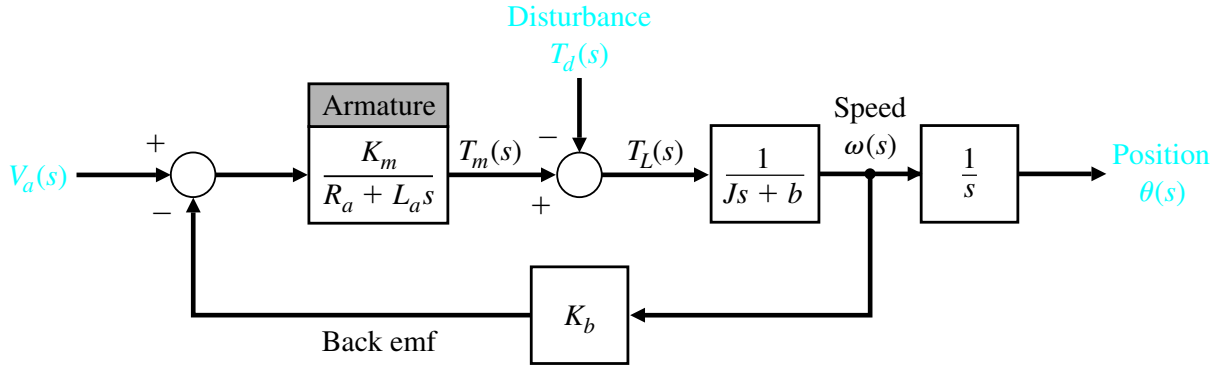 Disturbance
T_d(s)
Armature
Speed
ω(s)
+
−
K_m
R_a + L_a s
T_m(s)
T_L(s)
1
Js + b
1
s
Position
θ(s)
V_a(s)
−
+
K_b
Back emf